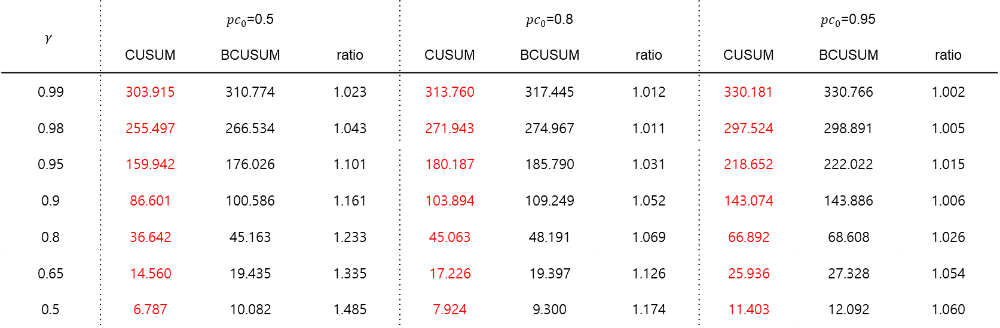 γ pc₀=0.5 pc₀=0.8 pc₀=0.95
CUSUM BCUSUM ratio CUSUM BCUSUM ratio CUSUM BCUSUM ratio
0.99 303.915 310.774 1.023 313.760 317.445 1.012 330.181 330.766 1.002
0.98 255.497 266.534 1.043 271.943 274.967 1.011 297.524 298.891 1.005
0.95 159.942 176.026 1.101 180.187 185.790 1.031 218.652 222.022 1.015
0.9 86.601 100.586 1.161 103.894 109.249 1.052 143.074 143.886 1.006
0.8 36.642 45.163 1.233 45.063 48.191 1.069 66.892 68.608 1.026
0.65 14.560 19.435 1.335 17.226 19.397 1.126 25.936 27.328 1.054
0.5 6.787 10.082 1.485 7.924 9.300 1.174 11.403 12.092 1.060